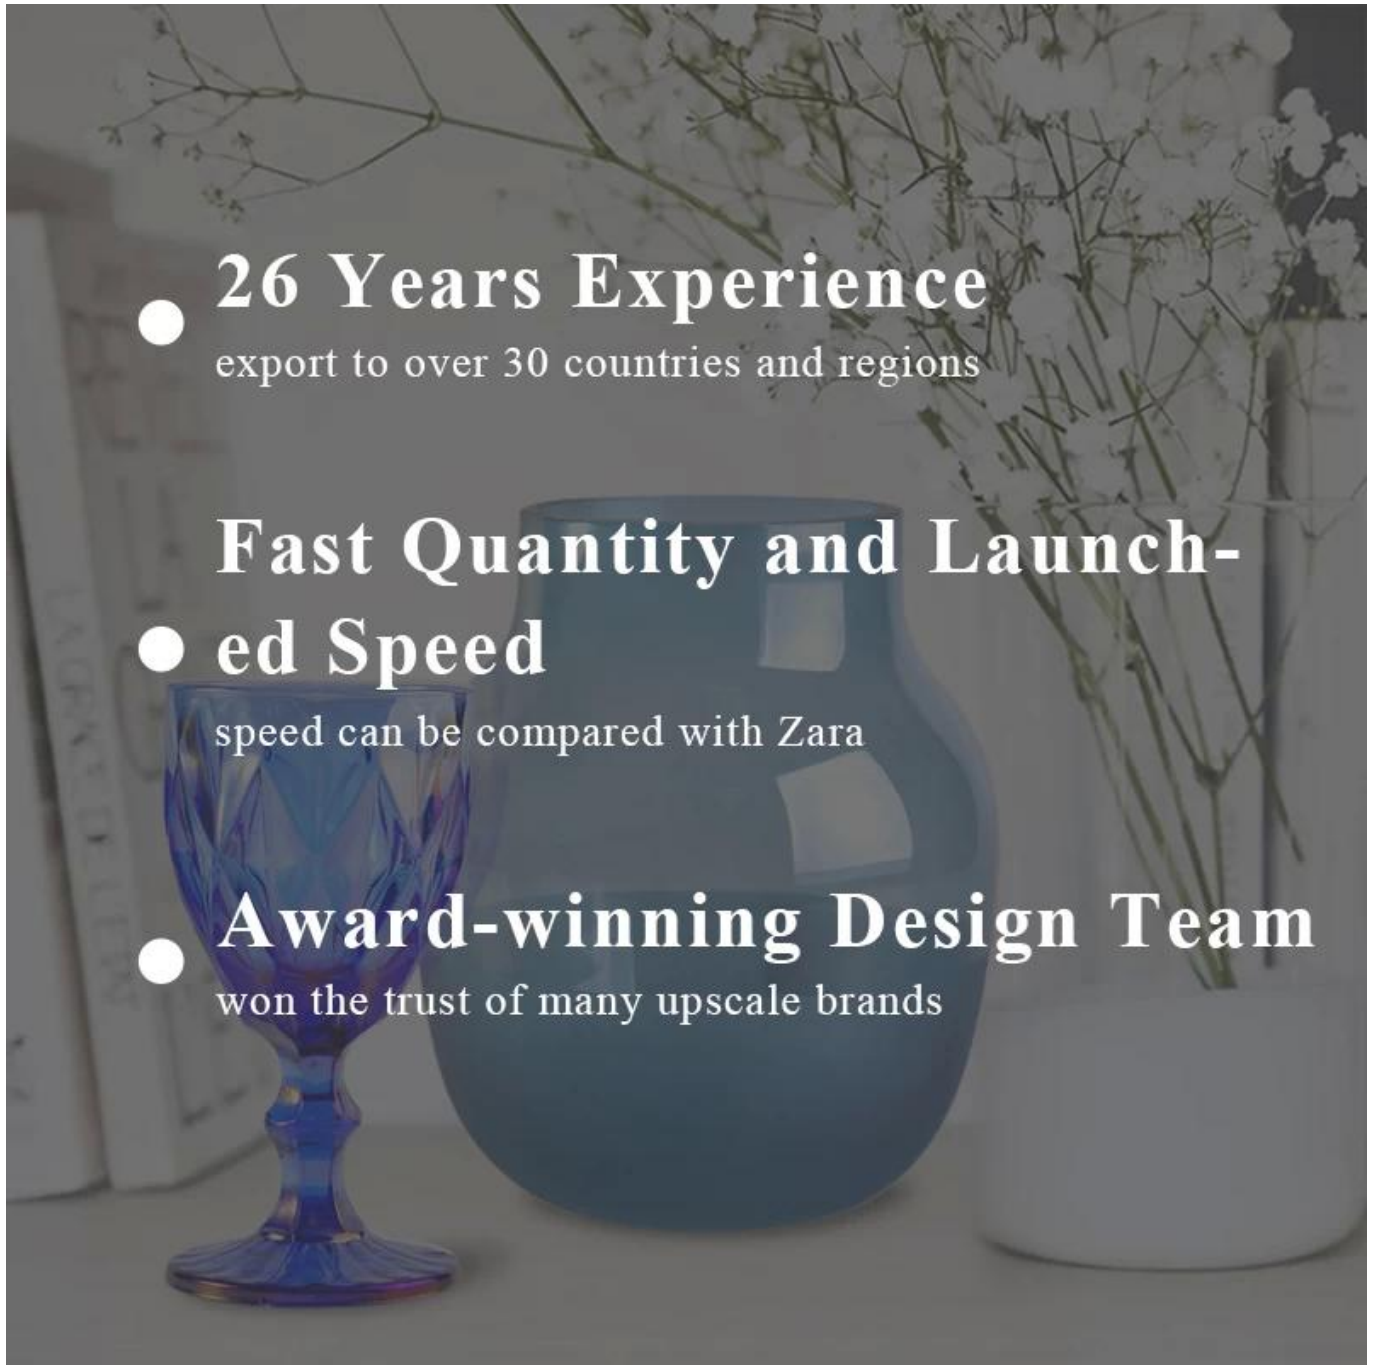 26 Years Experience
export to over 30 countries and regions
Fast Quantity and Launch-
ed Speed
speed can be compared with Zara
Award-winning Design Team
won the trust of many upscale brands